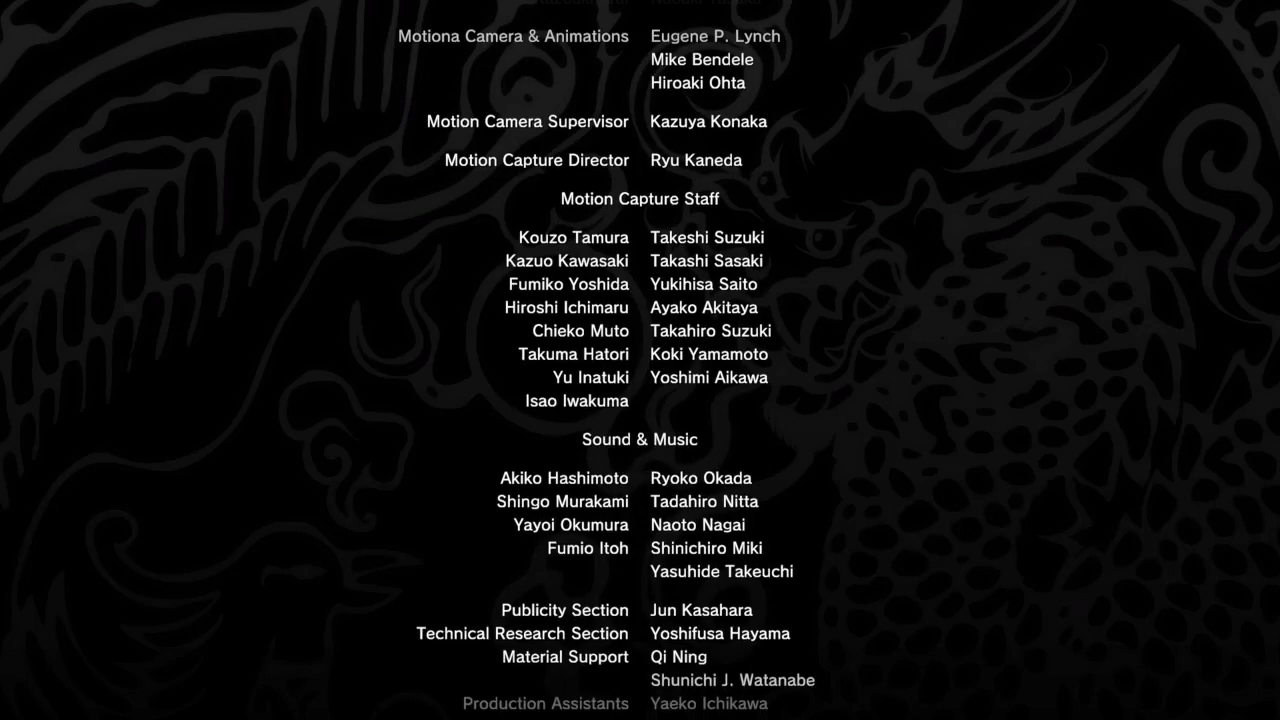 Motiona Camera & Animations Eugene P. Lynch
Mike Bendele
Hiroaki Ohta
Motion Camera Supervisor Kazuya Konaka
Motion Capture Director Ryu Kaneda
Motion Capture Staff
Kouzo Tamura Takeshi Suzuki
Kazuo Kawasaki Takashi Sasaki
Fumiko Yoshida Yukihisa Saito
Hiroshi Ichimaru Ayako Akitaya
Chieko Muto Takahiro Suzuki
Takuma Hatori Koki Yamamoto
Yu Inatuki Yoshimi Aikawa
Isao Iwakuma
Sound & Music
Akiko Hashimoto Ryoko Okada
Shingo Murakami Tadahiro Nitta
Yayoi Okumura Naoto Nagai
Fumio Itoh Shinichiro Miki
Yasuhide Takeuchi
Publicity Section Jun Kasahara
Technical Research Section Yoshifusa Hayama
Material Support Qi Ning
Shunichi J. Watanabe
Production Assistants Yaeko Ichikawa